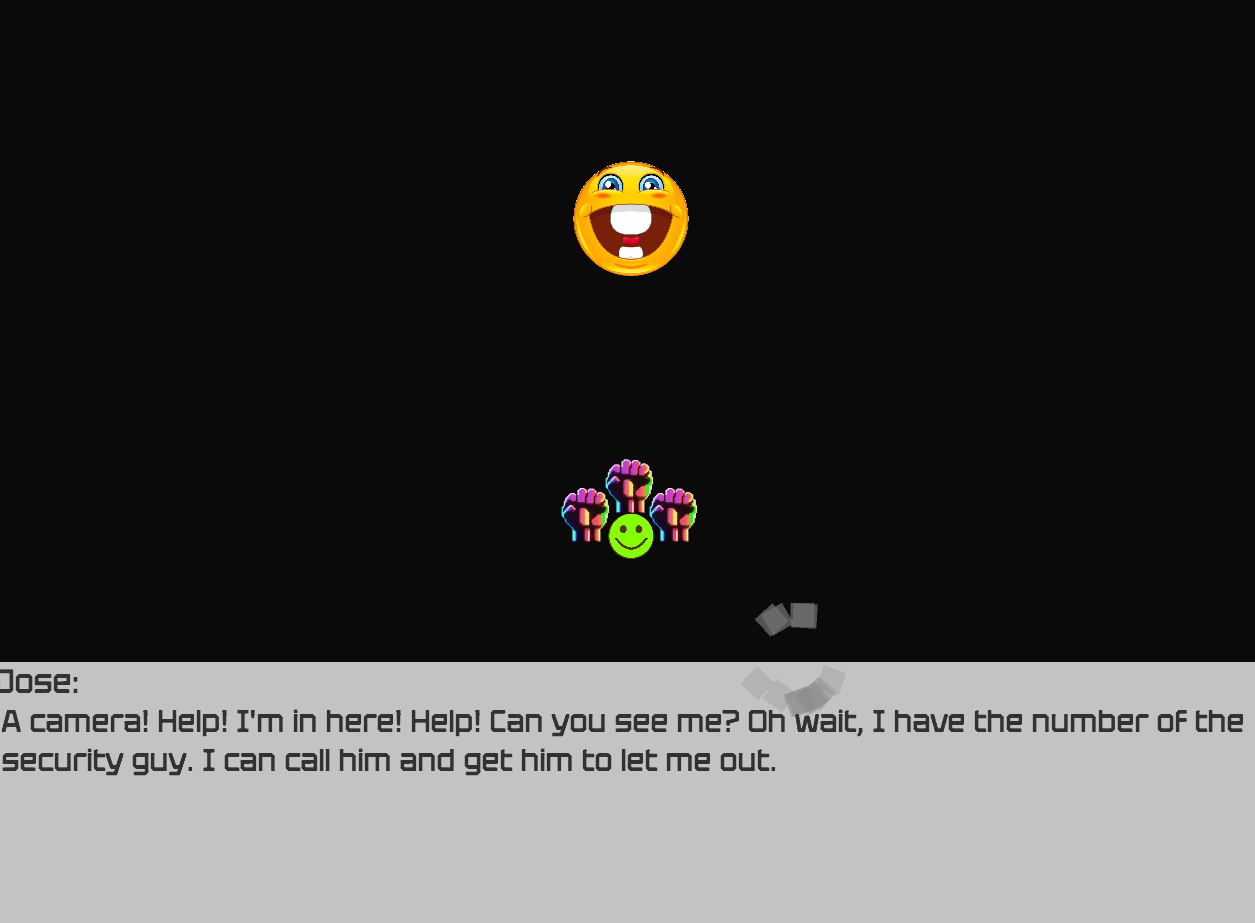 Jose:
A camera! Help! I'm in here! Help! Can you see me? Oh wait, I have the number of the
security guy. I can call him and get him to let me out.